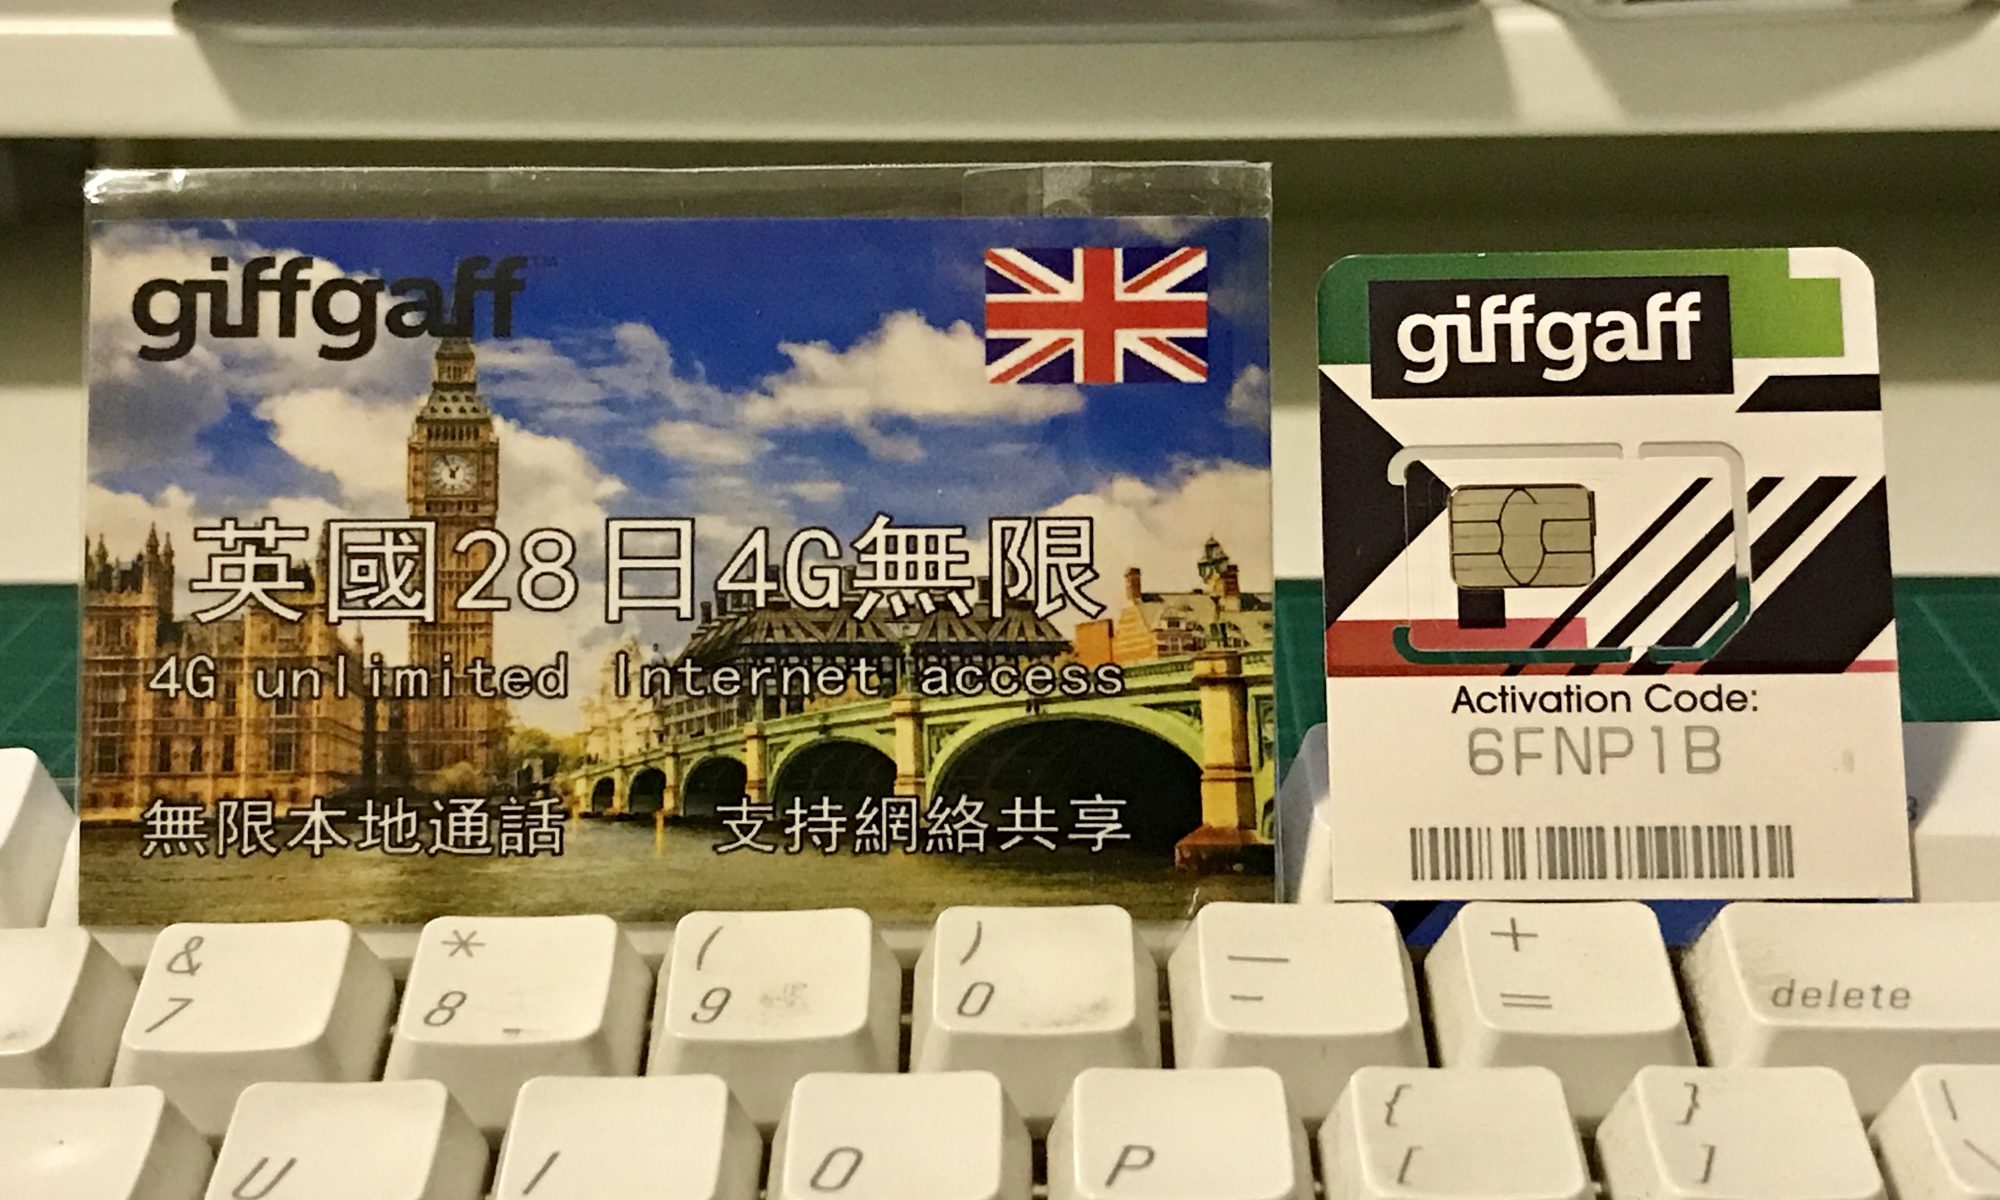 giffgaff™
英國28日4G無限
4G unlimited Internet access
無限本地通話 支持網絡共享
giffgaff
Activation Code:
6FNP1B
& * ( ) — +
7 8 9 0 - = delete
{ } |
U I O P [ ] \